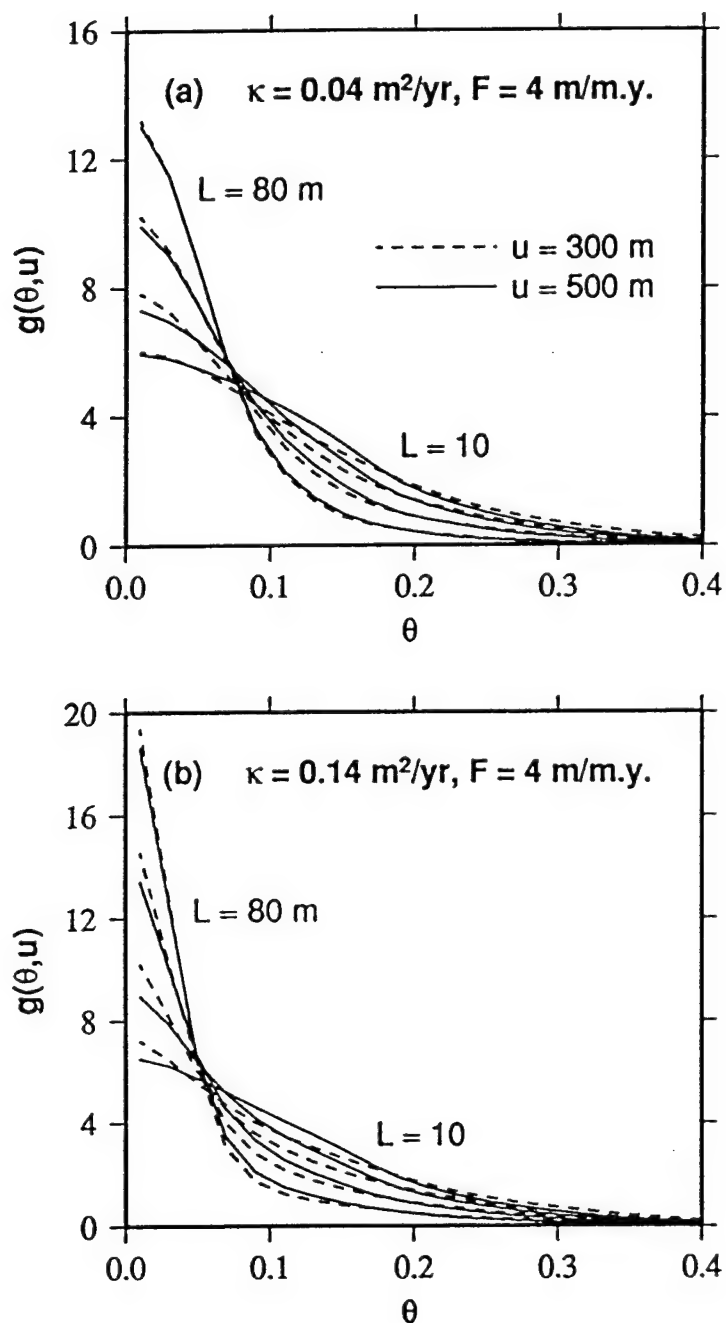 16
12
8
4
0
g(θ,u)
(a) κ = 0.04 m²/yr, F = 4 m/m.y.
L = 80 m
u = 300 m
u = 500 m
L = 10
0.0 0.1 0.2 0.3 0.4
θ
20
16
12
8
4
0
g(θ,u)
(b) κ = 0.14 m²/yr, F = 4 m/m.y.
L = 80 m
L = 10
0.0 0.1 0.2 0.3 0.4
θ